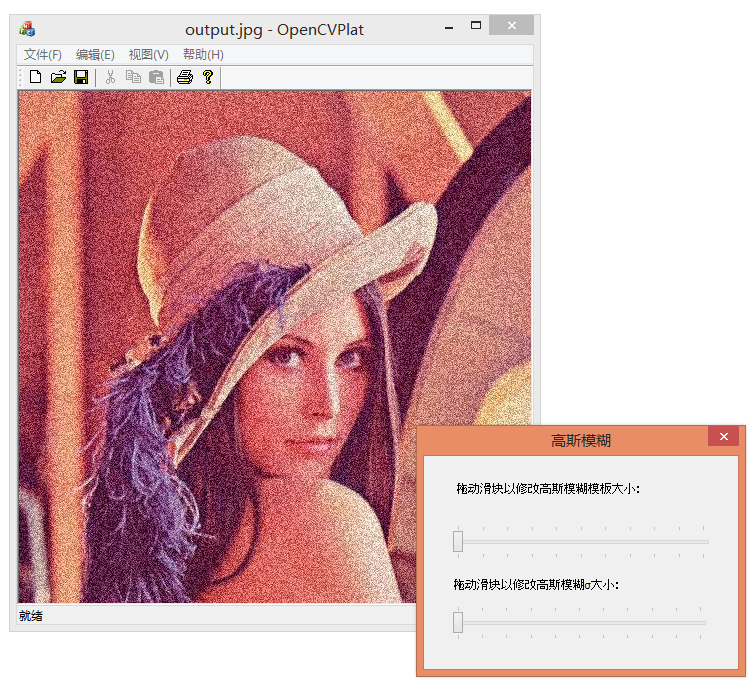 output.jpg - OpenCVPlat
文件(F) 编辑(E) 视图(V) 帮助(H)
高斯模糊
拖动滑块以修改高斯模糊模板大小:
拖动滑块以修改高斯模糊σ大小:
就绪